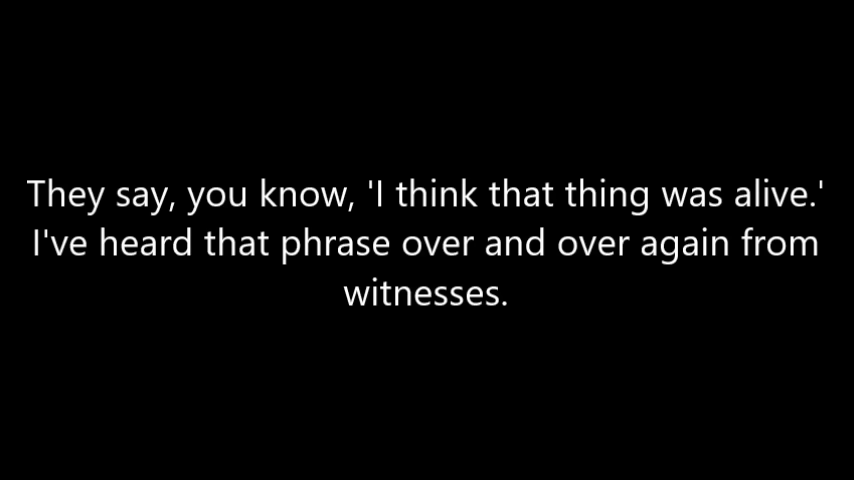 They say, you know, 'I think that thing was alive.'
I've heard that phrase over and over again from
witnesses.